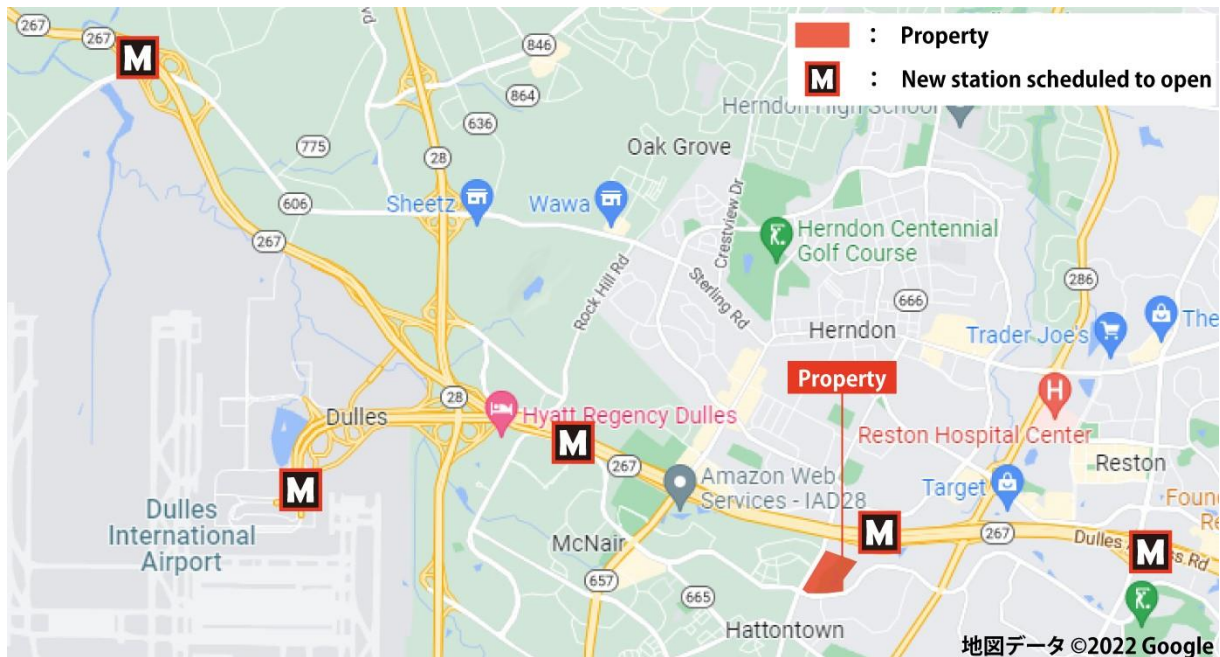 : Property
M : New station scheduled to open
267
267
M
846
864
636
775
28
606
267
Sheetz
Wawa
Oak Grove
Herndon High School
Crestview Dr
Rock Hill Rd
Sterling Rd
Herndon Centennial
Golf Course
666
286
Herndon
Trader Joe's
The
Property
H
Reston Hospital Center
Reston
28
Dulles
Hyatt Regency Dulles
M
267
M
Amazon Web
Services - IAD28
Target
Dulles
International
Airport
McNair
M
267
M
657
665
Hattontown
地図データ ©2022 Google